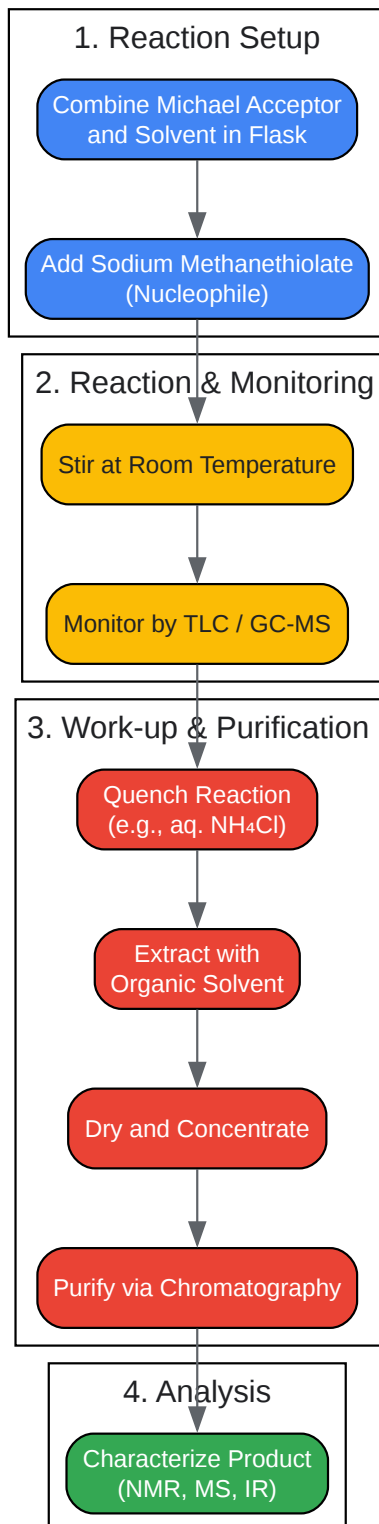 1. Reaction Setup
Combine Michael Acceptor
and Solvent in Flask
Add Sodium Methanethiolate
(Nucleophile)
2. Reaction & Monitoring
Stir at Room Temperature
Monitor by TLC / GC-MS
3. Work-up & Purification
Quench Reaction
(e.g., aq. NH₄Cl)
Extract with
Organic Solvent
Dry and Concentrate
Purify via Chromatography
4. Analysis
Characterize Product
(NMR, MS, IR)